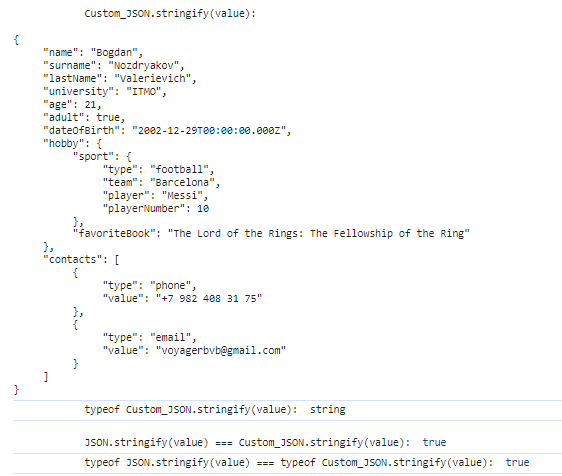 Custom_JSON.stringify(value):
{
"name": "Bogdan",
"surname": "Nozdryakov",
"lastName": "Valerievich",
"university": "ITMO",
"age": 21,
"adult": true,
"dateOfBirth": "2002-12-29T00:00:00.000Z",
"hobby": {
"sport": {
"type": "football",
"team": "Barcelona",
"player": "Messi",
"playerNumber": 10
},
"favoriteBook": "The Lord of the Rings: The Fellowship of the Ring"
},
"contacts": [
{
"type": "phone",
"value": "+7 982 408 31 75"
},
{
"type": "email",
"value": "voyagerbvb@gmail.com"
}
]
}
typeof Custom_JSON.stringify(value): string
JSON.stringify(value) === Custom_JSON.stringify(value): true
typeof JSON.stringify(value) === typeof Custom_JSON.stringify(value): true